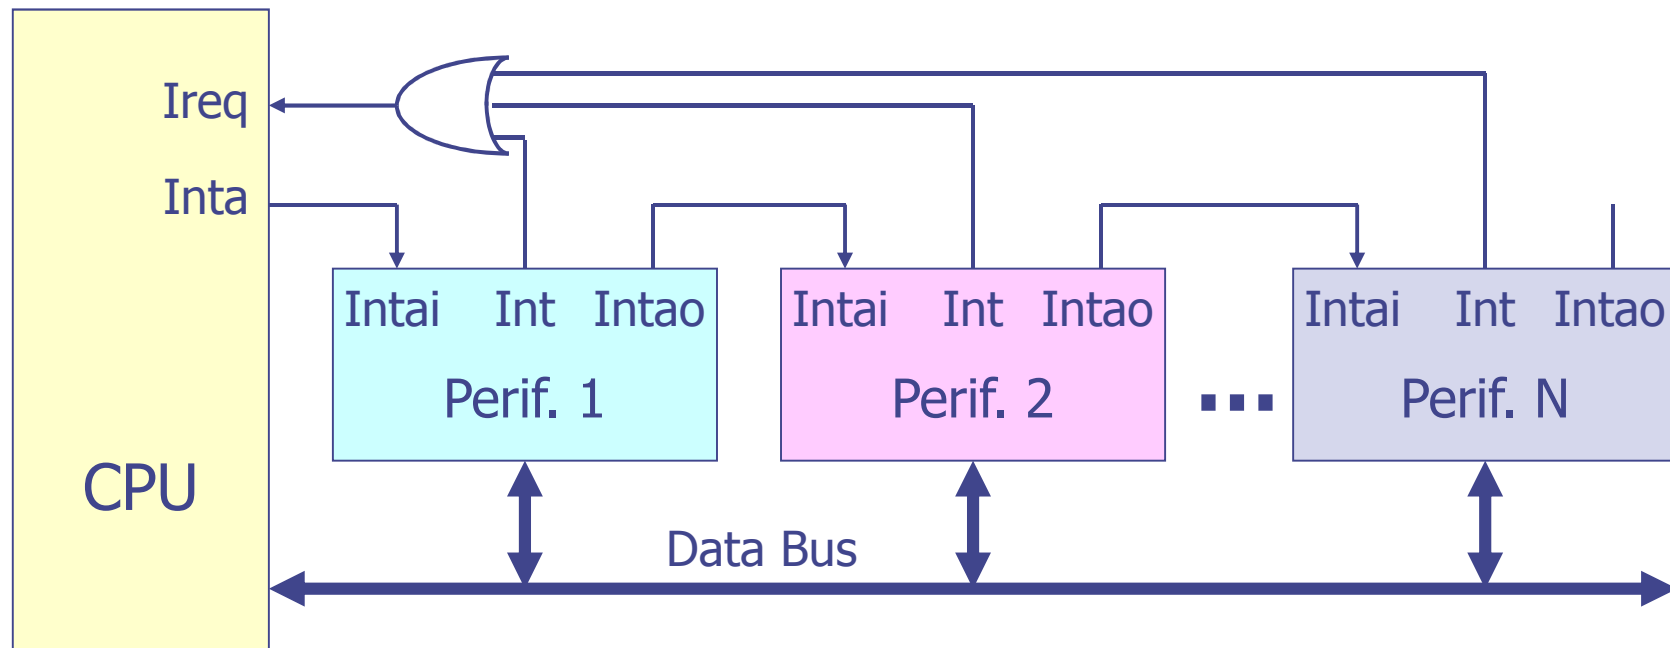 Ireq
Inta
Intai Int Intao
Perif. 1
Intai Int Intao
Perif. 2
...
Intai Int Intao
Perif. N
CPU
Data Bus